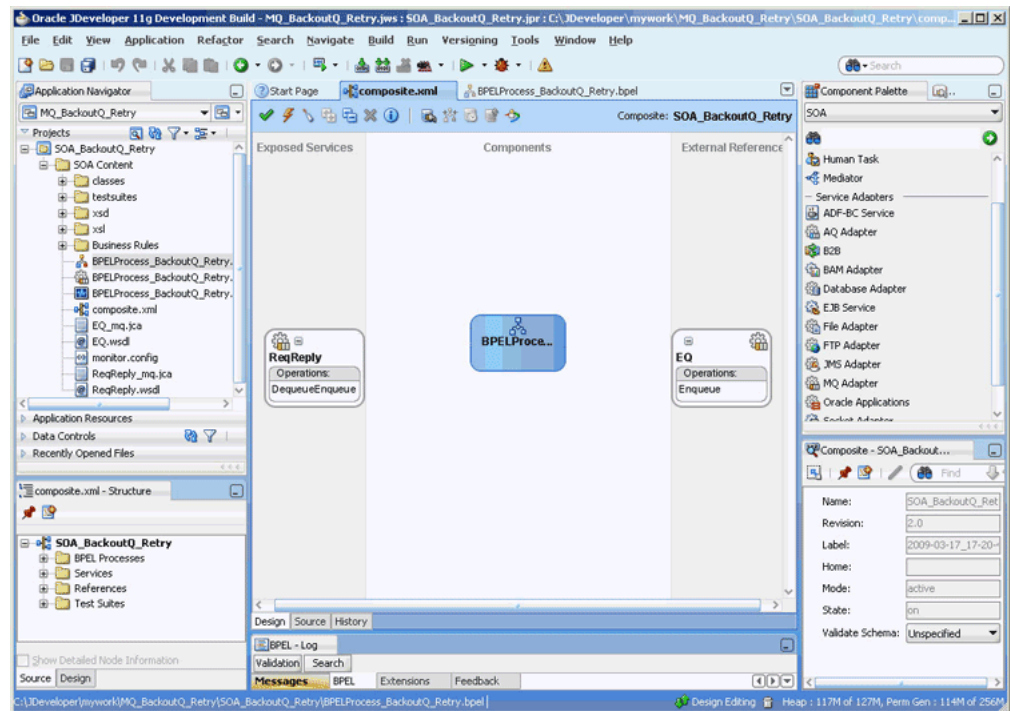 Oracle JDeveloper 11g Development Build - MQ_BackoutQ_Retry.jws : SOA_BackoutQ_Retry.jpr : C:\JDeveloper\mywork\MQ_BackoutQ_Retry\SOA_BackoutQ_Retry\comp...
File Edit View Application Refactor Search Navigate Build Run Versioning Tools Window Help
Search
Application Navigator
MQ_BackoutQ_Retry
Projects
SOA_BackoutQ_Retry
SOA Content
classes
testsuites
xsd
xsl
Business Rules
BPELProcess_BackoutQ_Retry.
BPELProcess_BackoutQ_Retry.
BPELProcess_BackoutQ_Retry.
composite.xml
EQ_mq.jca
EQ.wsdl
monitor.config
ReqReply_mq.jca
ReqReply.wsdl
Application Resources
Data Controls
Recently Opened Files
composite.xml - Structure
SOA_BackoutQ_Retry
BPEL Processes
Services
References
Test Suites
Show Detailed Node Information
Source Design
Start Page composite.xml BPELProcess_BackoutQ_Retry.bpel
Composite: SOA_BackoutQ_Retry
Exposed Services Components External Reference
ReqReply
Operations:
DequeueEnqueue
BPELProce...
EQ
Operations:
Enqueue
Design Source History
BPEL - Log
Validation Search
Messages BPEL Extensions Feedback
Component Palette
SOA
Human Task
Mediator
Service Adapters
ADF-BC Service
AQ Adapter
B2B
BAM Adapter
Database Adapter
EJB Service
File Adapter
FTP Adapter
JMS Adapter
MQ Adapter
Oracle Applications
Socket Adapter
Composite - SOA_Backout...
Find
Name: SOA_BackoutQ_Ret
Revision: 2.0
Label: 2009-03-17_17-20-
Home:
Mode: active
State: on
Validate Schema: Unspecified
C:\JDeveloper\mywork\MQ_BackoutQ_Retry\SOA_BackoutQ_Retry\BPELProcess_BackoutQ_Retry.bpel
Design Editing Heap : 117M of 127M, Perm Gen : 114M of 256M